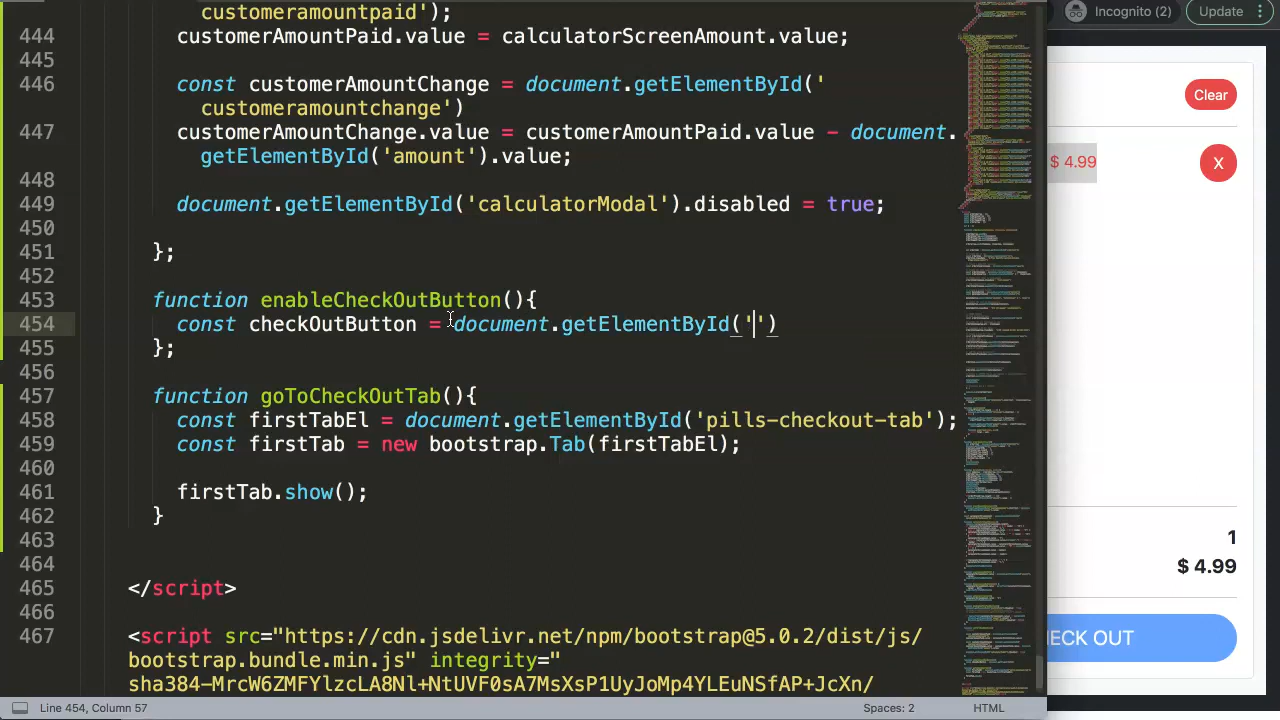 customeramountpaid');
444 customerAmountPaid.value = calculatorScreenAmount.value;
445
446 const customerAmountChange = document.getElementById('
customeramountchange')
447 customerAmountChange.value = customerAmountPaid.value - document.
getElementById('amount').value;
448
449 document.getElementById('calculatorModal').disabled = true;
450
451 };
452
453 function enableCheckOutButton(){
454 const checkoutButton = document.getElementById('')
455 };
456
457 function goToCheckOutTab(){
458 const firstTabEl = document.getElementById('pills-checkout-tab');
459 const firstTab = new bootstrap.Tab(firstTabEl);
460
461 firstTab.show();
462 }
463
464
465 </script>
466
467 <script src="https://cdn.jsdelivr.net/npm/bootstrap@5.0.2/dist/js/
bootstrap.bundle.min.js" integrity="
Line 454, Column 57
Spaces: 2
HTML
Incognito (2)
Update
Clear
$ 4.99
X
1
$ 4.99
HECK OUT